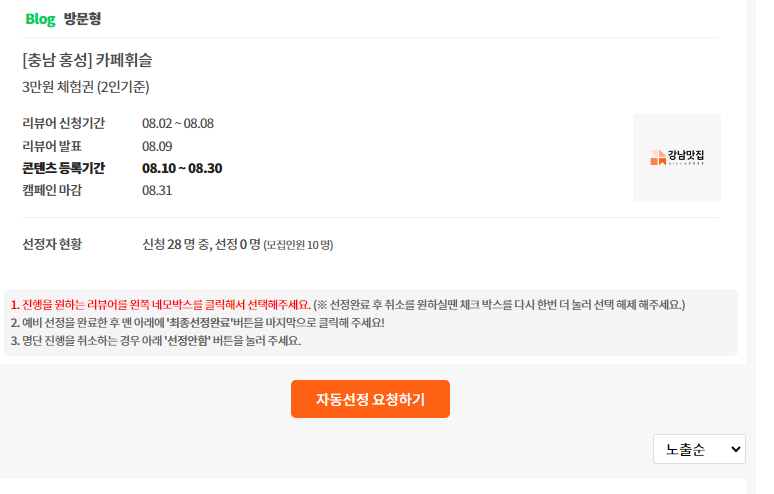 Blog 방문형
[충남 홍성] 카페휘슬
3만원 체험권 (2인기준)
리뷰어 신청기간 08.02 ~ 08.08
리뷰어 발표 08.09
콘텐츠 등록기간 08.10 ~ 08.30
캠페인 마감 08.31
강남맛집
선정자 현황 신청 28 명 중, 선정 0 명 (모집인원 10 명)
1. 진행을 원하는 리뷰어를 왼쪽 네모박스를 클릭해서 선택해주세요. (※ 선정완료 후 취소를 원하실땐 체크 박스를 다시 한번 더 눌러 선택 해제 해주세요.)
2. 예비 선정을 완료한 후 맨 아래에 '최종선정완료'버튼을 마지막으로 클릭해 주세요!
3. 명단 진행을 취소하는 경우 아래 '선정안함' 버튼을 눌러 주세요.
자동선정 요청하기
노출순